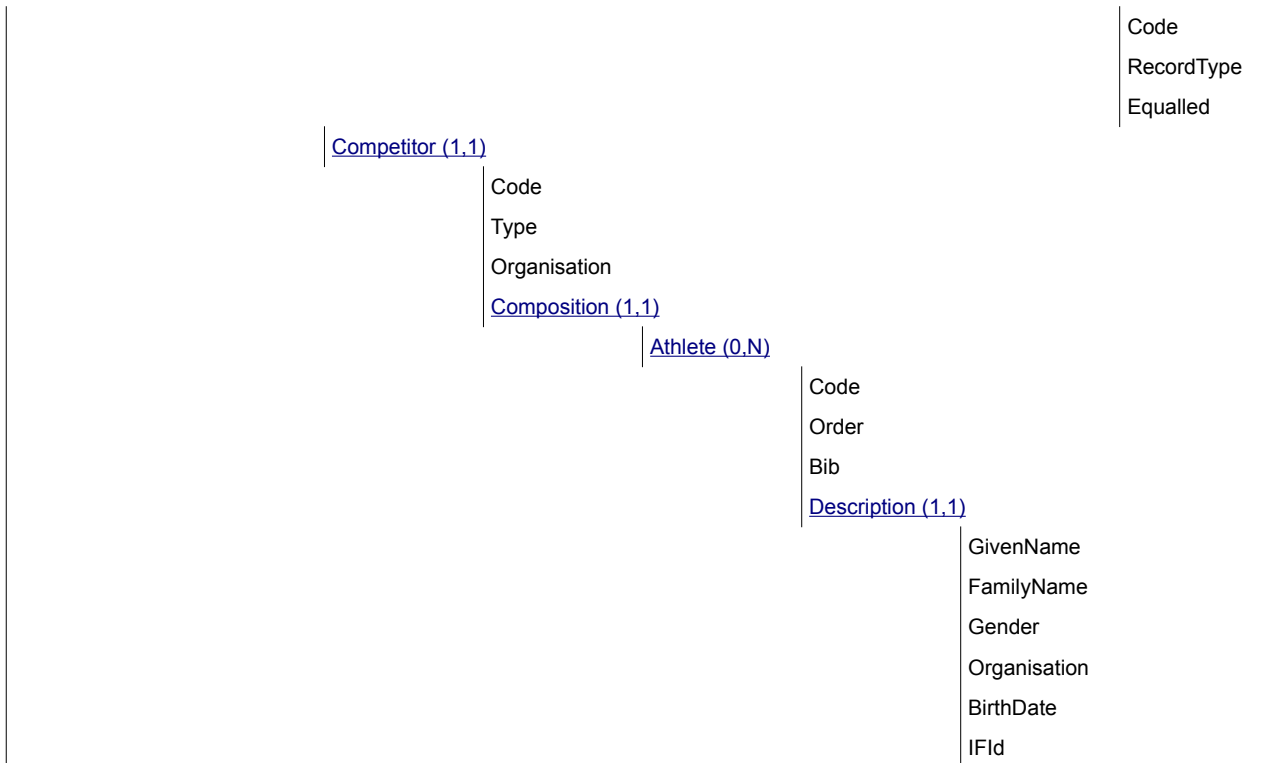 Code
RecordType
Equalled
Competitor (1,1)
Code
Type
Organisation
Composition (1,1)
Athlete (0,N)
Code
Order
Bib
Description (1,1)
GivenName
FamilyName
Gender
Organisation
BirthDate
IFId